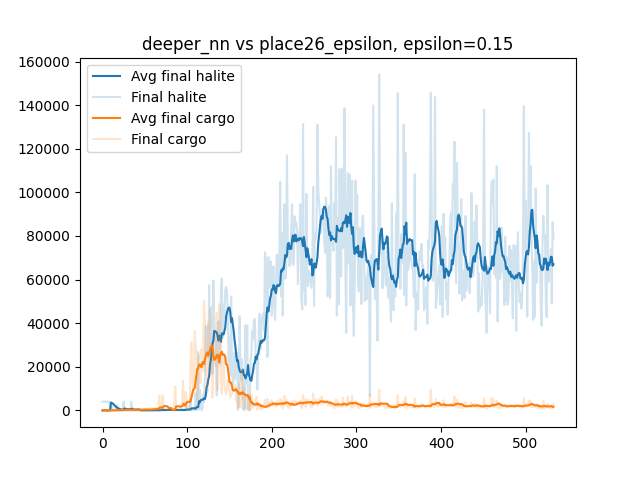 deeper_nn vs place26_epsilon, epsilon=0.15
160000
140000
120000
100000
80000
60000
40000
20000
0
Avg final halite
Final halite
Avg final cargo
Final cargo
0 100 200 300 400 500